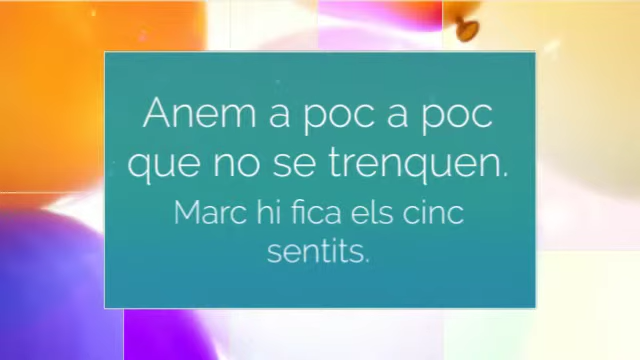 Anem a poc a poc
que no se trenquen.
Marc hi fica els cinc
sentits.